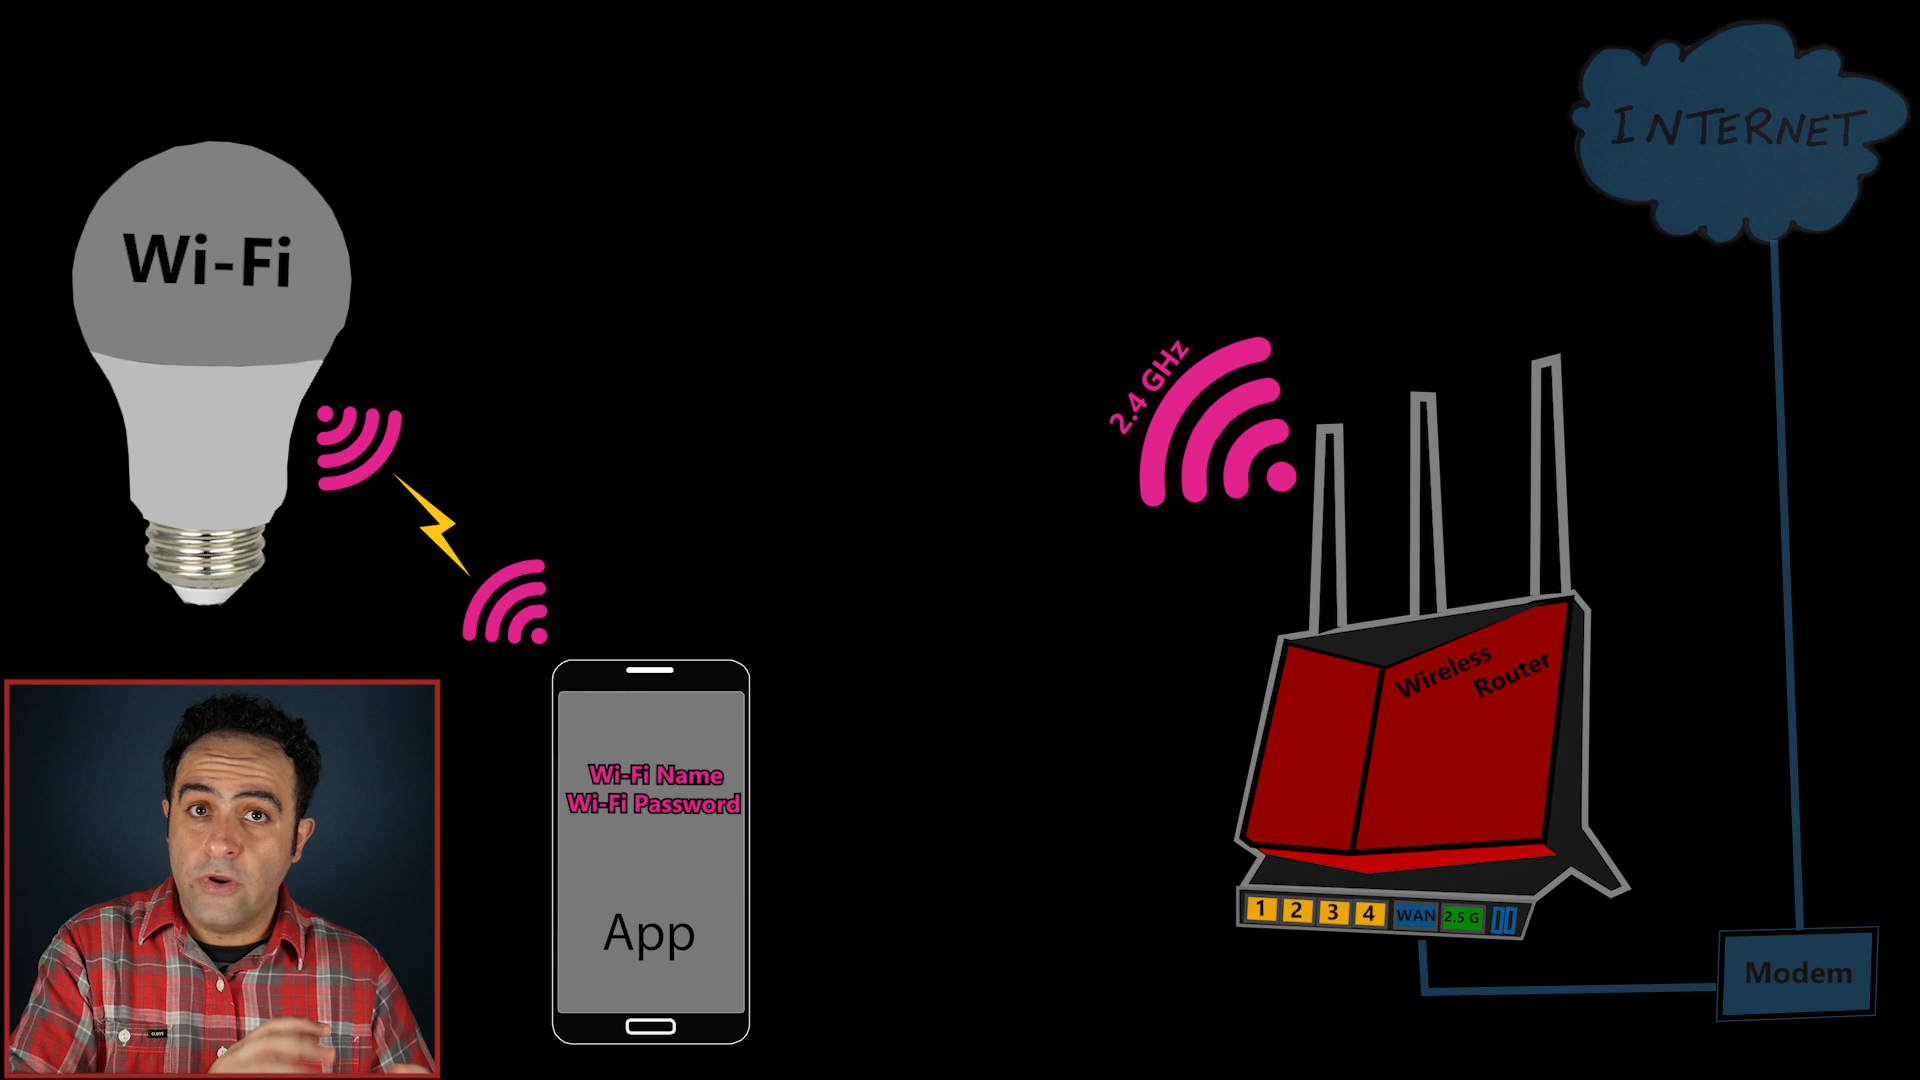 INTERNET
Wi-Fi
2.4 GHz
Wireless
Router
Wi-Fi Name
Wi-Fi Password
App
1 2 3 4 WAN 2.5 G
Modem